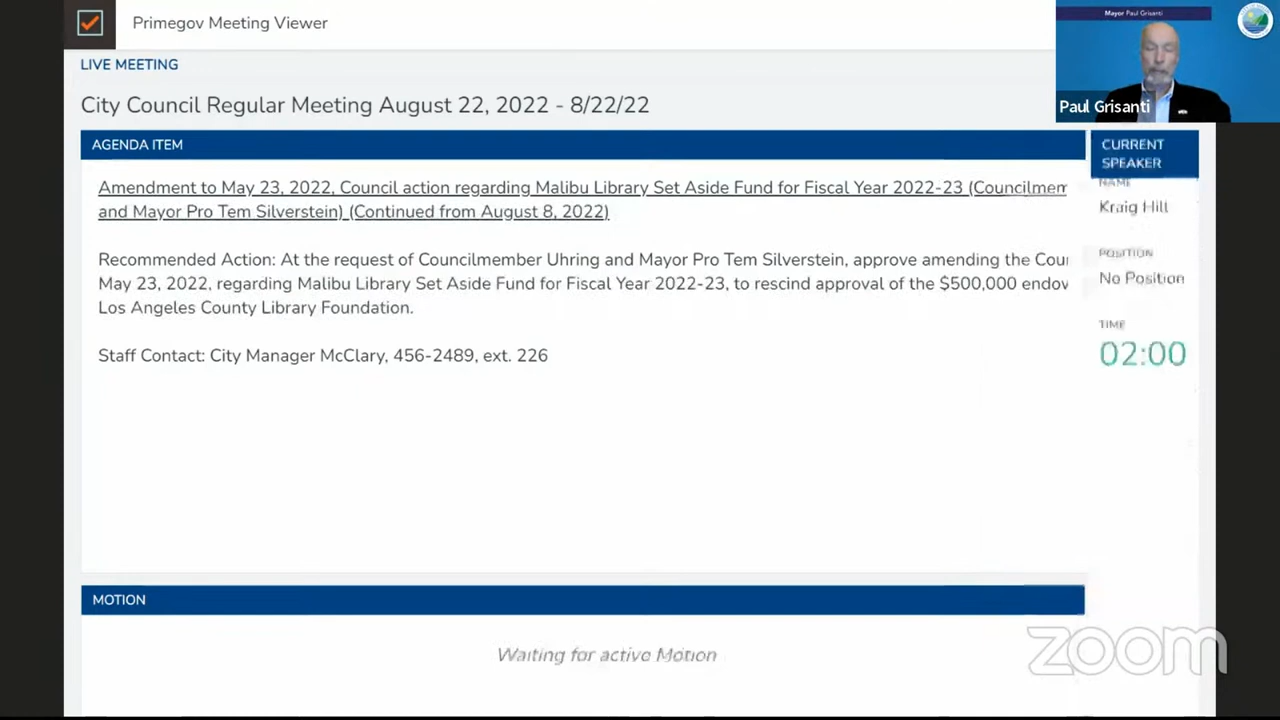 Primegov Meeting Viewer
Mayor Paul Grisanti
LIVE MEETING
City Council Regular Meeting August 22, 2022 - 8/22/22
Paul Grisanti
AGENDA ITEM
CURRENT
SPEAKER
Amendment to May 23, 2022, Council action regarding Malibu Library Set Aside Fund for Fiscal Year 2022-23 (Councilmem
and Mayor Pro Tem Silverstein) (Continued from August 8, 2022)
NAME
Kraig Hill
Recommended Action: At the request of Councilmember Uhring and Mayor Pro Tem Silverstein, approve amending the Cou
May 23, 2022, regarding Malibu Library Set Aside Fund for Fiscal Year 2022-23, to rescind approval of the $500,000 endov
Los Angeles County Library Foundation.
POSITION
No Position
TIME
02:00
Staff Contact: City Manager McClary, 456-2489, ext. 226
MOTION
Waiting for active Motion
zoom